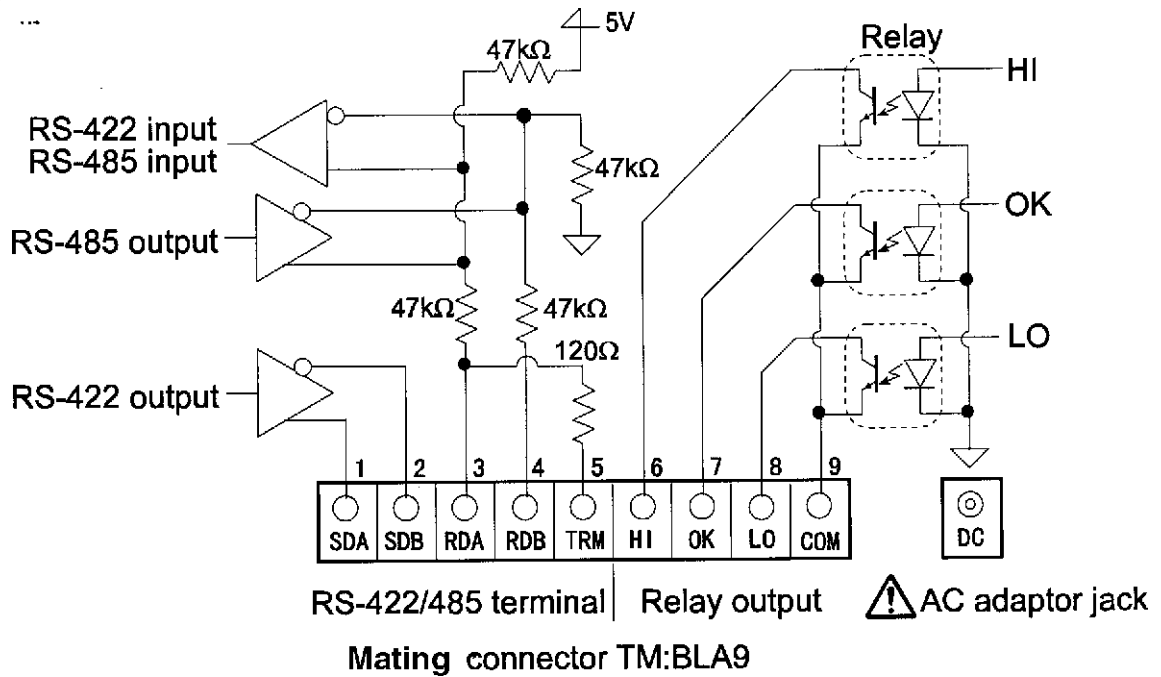 5V
47kΩ
Relay
HI
RS-422 input
RS-485 input
47kΩ
OK
RS-485 output
47kΩ
47kΩ
120Ω
LO
RS-422 output
1 2 3 4 5 6 7 8 9
SDA SDB RDA RDB TRM HI OK LO COM
DC
RS-422/485 terminal
Relay output
AC adaptor jack
Mating connector TM:BLA9